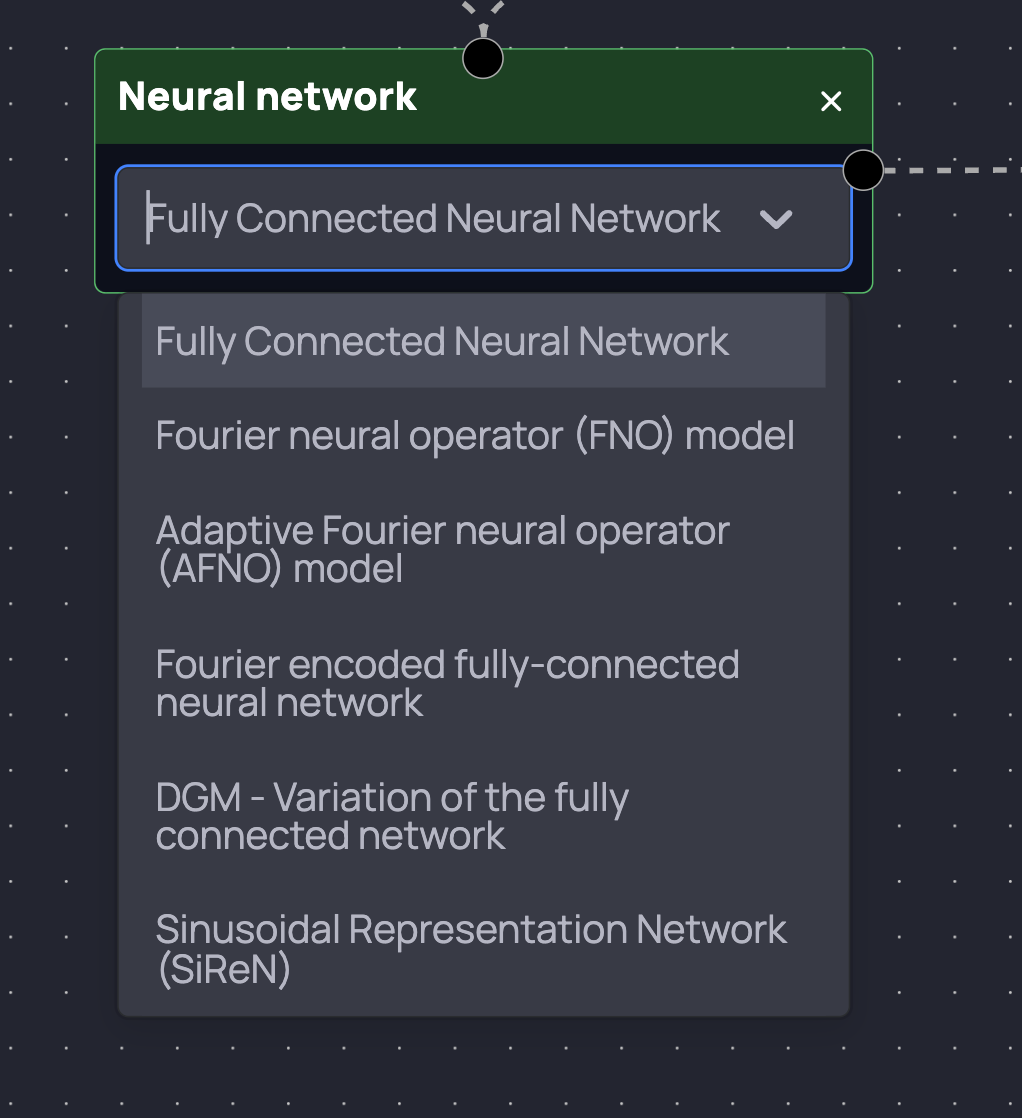 Neural network
Fully Connected Neural Network
Fully Connected Neural Network
Fourier neural operator (FNO) model
Adaptive Fourier neural operator
(AFNO) model
Fourier encoded fully-connected
neural network
DGM - Variation of the fully
connected network
Sinusoidal Representation Network
(SiReN)